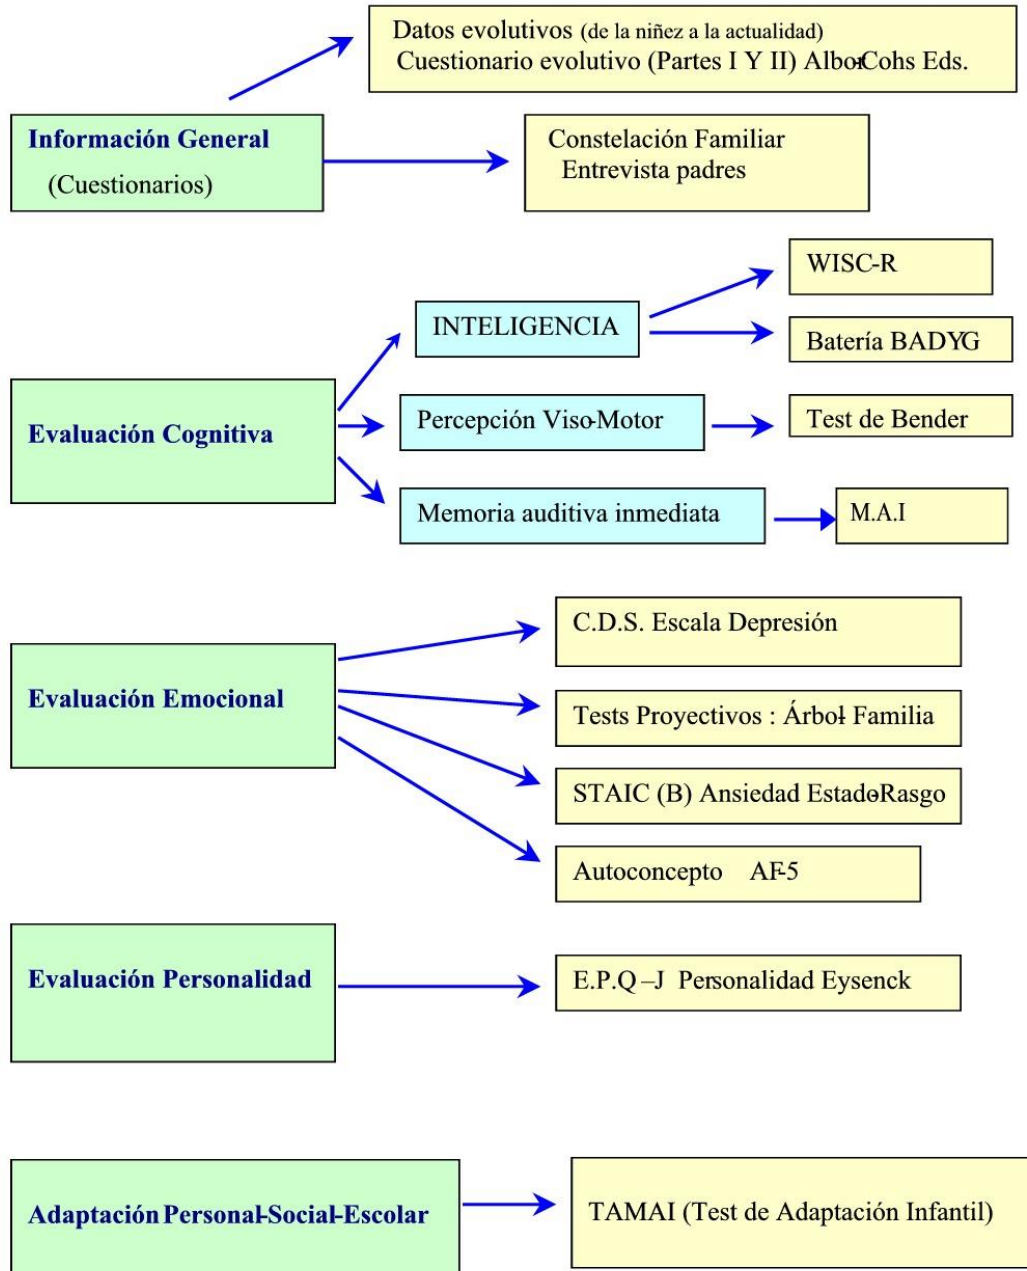 Datos evolutivos (de la niñez a la actualidad)
Cuestionario evolutivo (Partes I Y II) Albor-Cohs Eds.
Información General
(Cuestionarios)
Constelación Familiar
Entrevista padres
WISC-R
INTELIGENCIA
Batería BADYG
Evaluación Cognitiva
Percepción Viso-Motor
Test de Bender
Memoria auditiva inmediata
M.A.I
C.D.S. Escala Depresión
Evaluación Emocional
Tests Proyectivos : Árbol- Familia
STAIC (B) Ansiedad Estado-Rasgo
Autoconcepto AF-5
Evaluación Personalidad
E.P.Q –J Personalidad Eysenck
Adaptación Personal-Social-Escolar
TAMAI (Test de Adaptación Infantil)